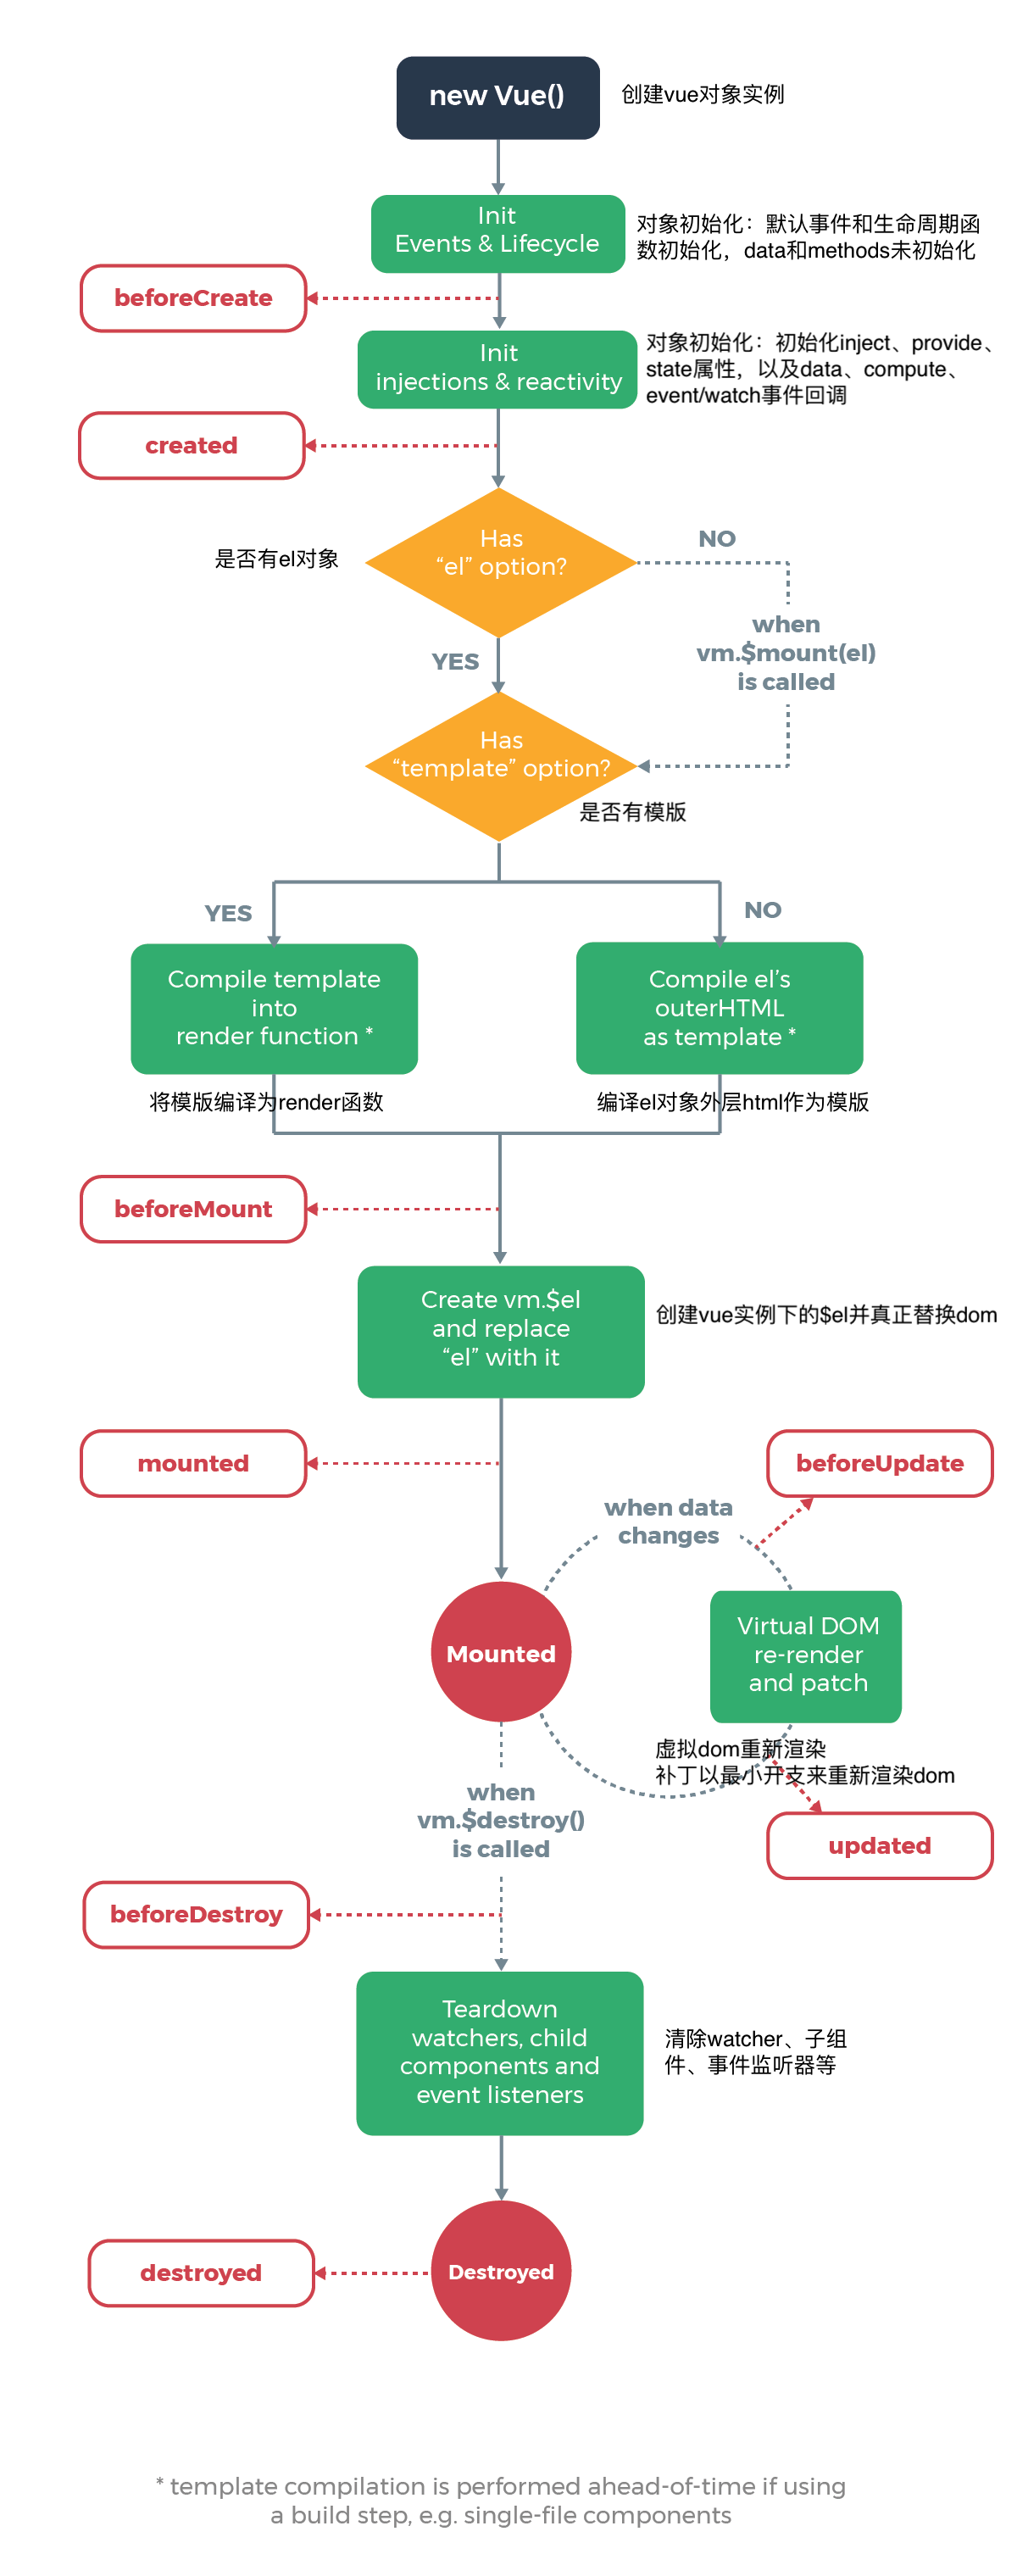 new Vue()
创建vue对象实例
Init
Events & Lifecycle
对象初始化：默认事件和生命周期函
数初始化，data和methods未初始化
beforeCreate
Init
injections & reactivity
对象初始化：初始化inject、provide、
state属性，以及data、compute、
event/watch事件回调
created
Has
“el” option?
是否有el对象
NO
when
vm.$mount(el)
is called
YES
Has
“template” option?
是否有模版
YES
NO
Compile template
into
render function *
Compile el’s
outerHTML
as template *
将模版编译为render函数
编译el对象外层html作为模版
beforeMount
Create vm.$el
and replace
“el” with it
创建vue实例下的$el并真正替换dom
mounted
beforeUpdate
when data
changes
Mounted
Virtual DOM
re-render
and patch
虚拟dom重新渲染
补丁以最小开支来重新渲染dom
when
vm.$destroy()
is called
updated
beforeDestroy
Teardown
watchers, child
components and
event listeners
清除watcher、子组
件、事件监听器等
destroyed
Destroyed
* template compilation is performed ahead-of-time if using
a build step, e.g. single-file components